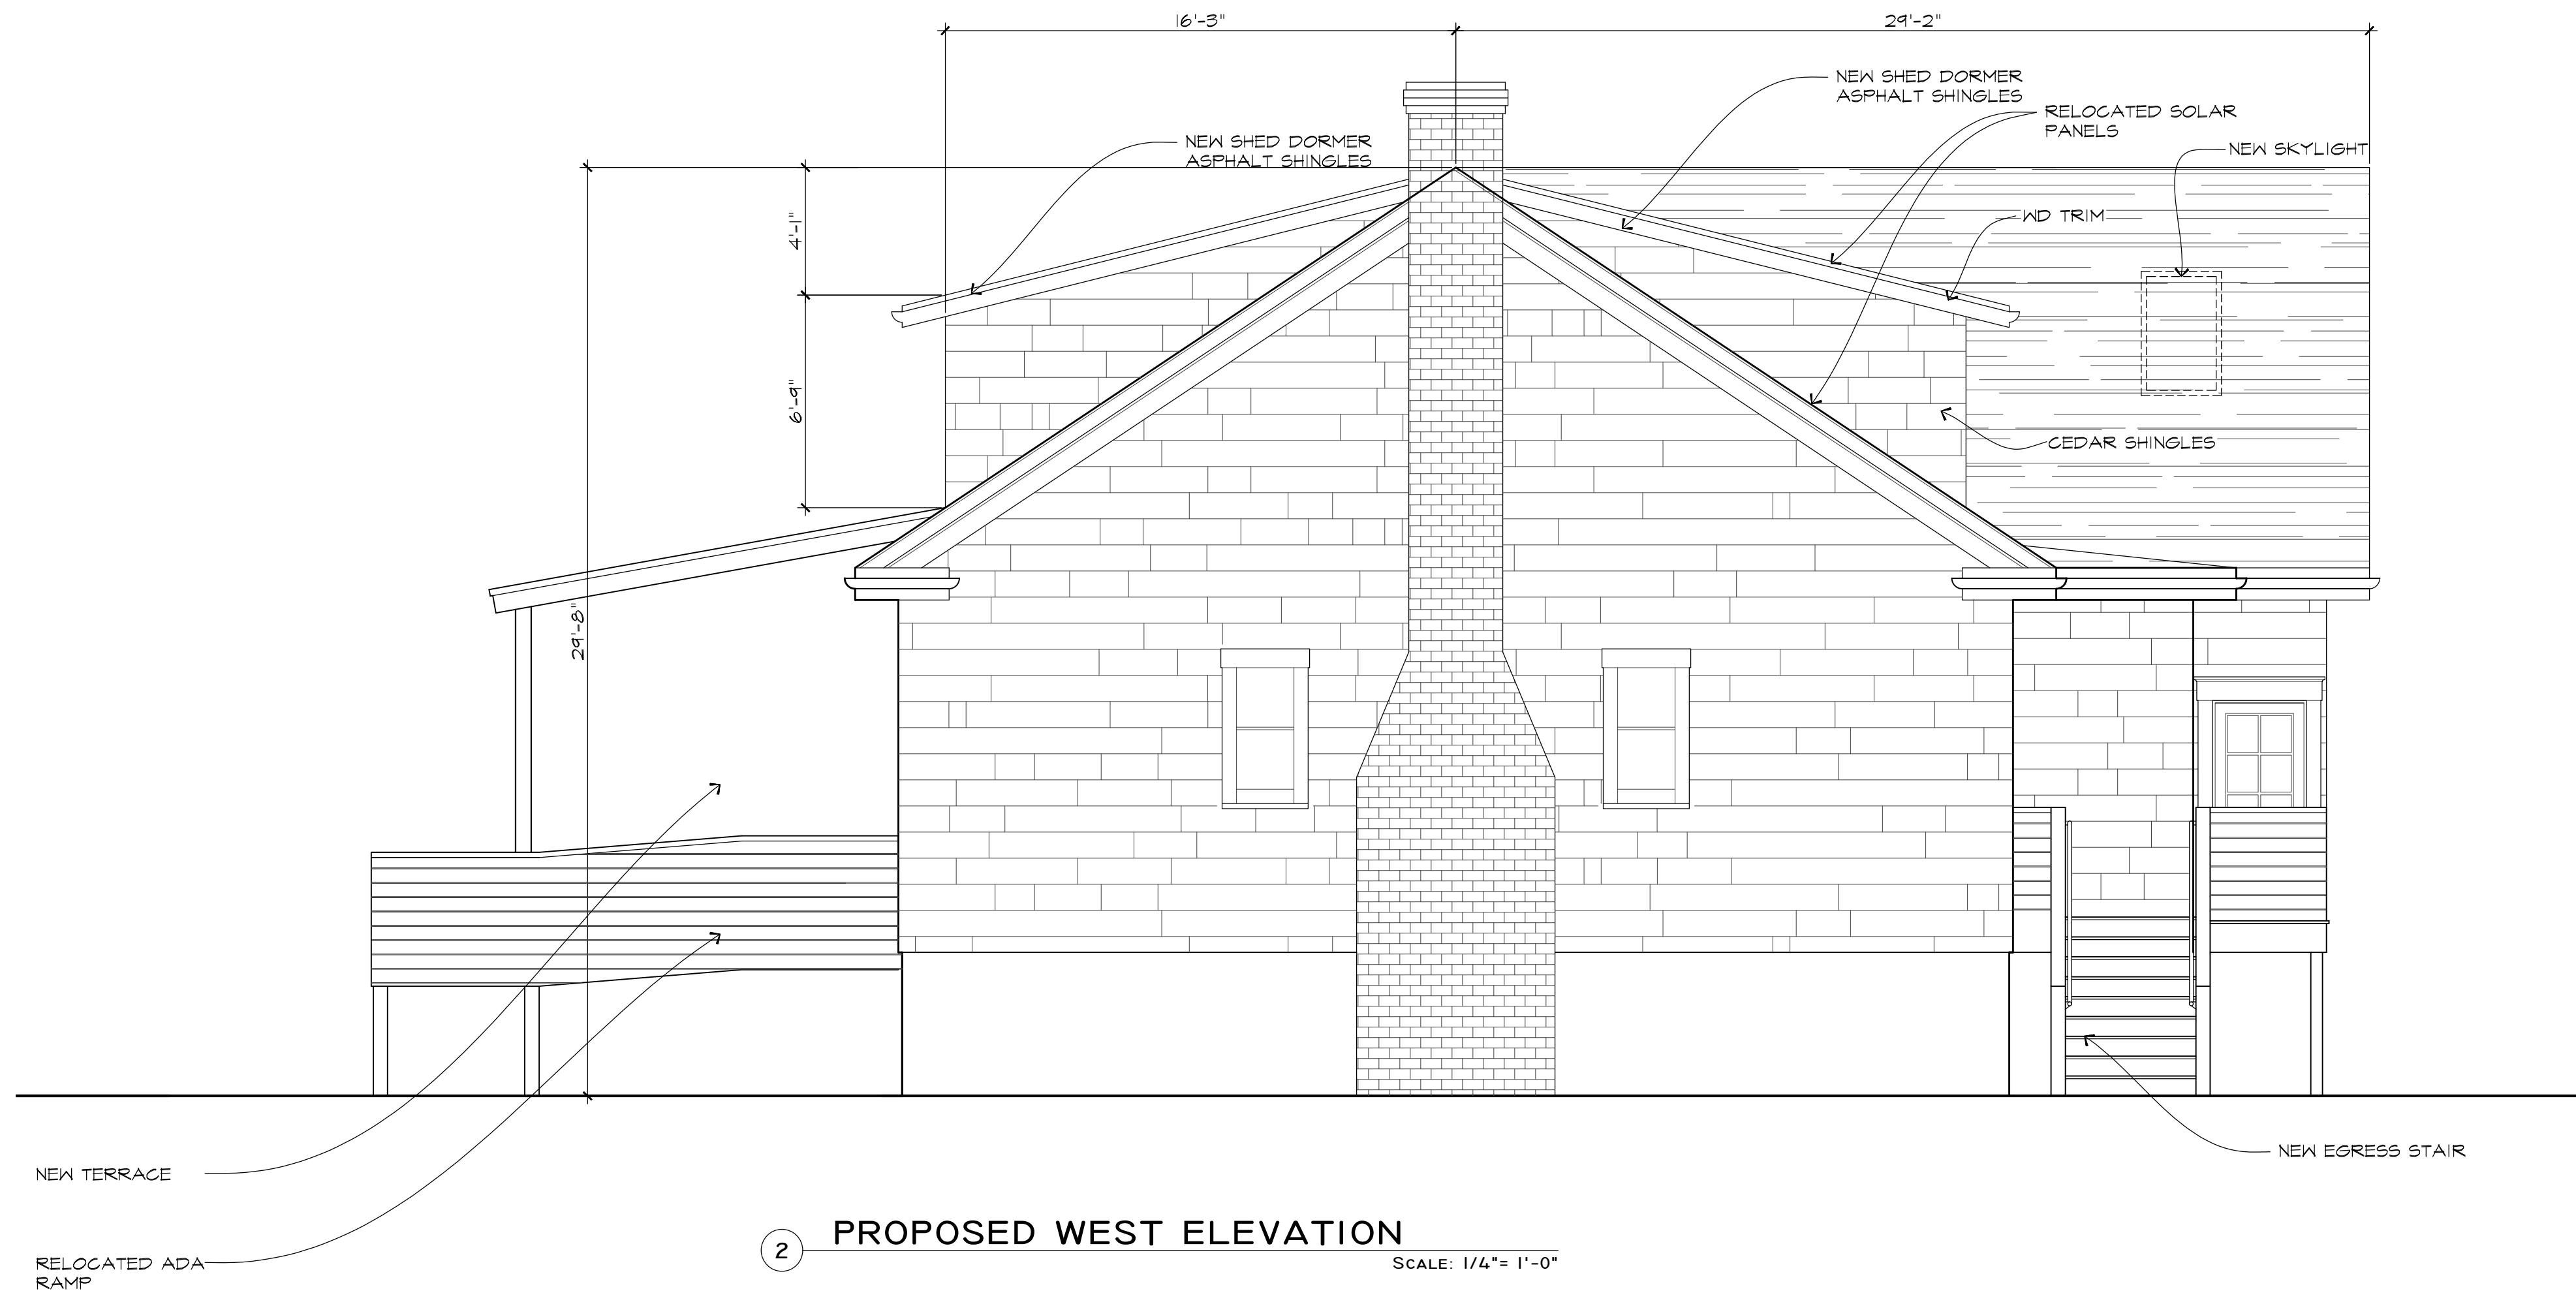 16'-3"
29'-2"
NEW SHED DORMER
ASPHALT SHINGLES
RELOCATED SOLAR
PANELS
NEW SHED DORMER
ASPHALT SHINGLES
NEW SKYLIGHT
WD TRIM
4'-1"
6'-9"
CEDAR SHINGLES
29'-8"
NEW TERRACE
NEW EGRESS STAIR
RELOCATED ADA
RAMP
2
PROPOSED WEST ELEVATION
SCALE: 1/4"= 1'-0"